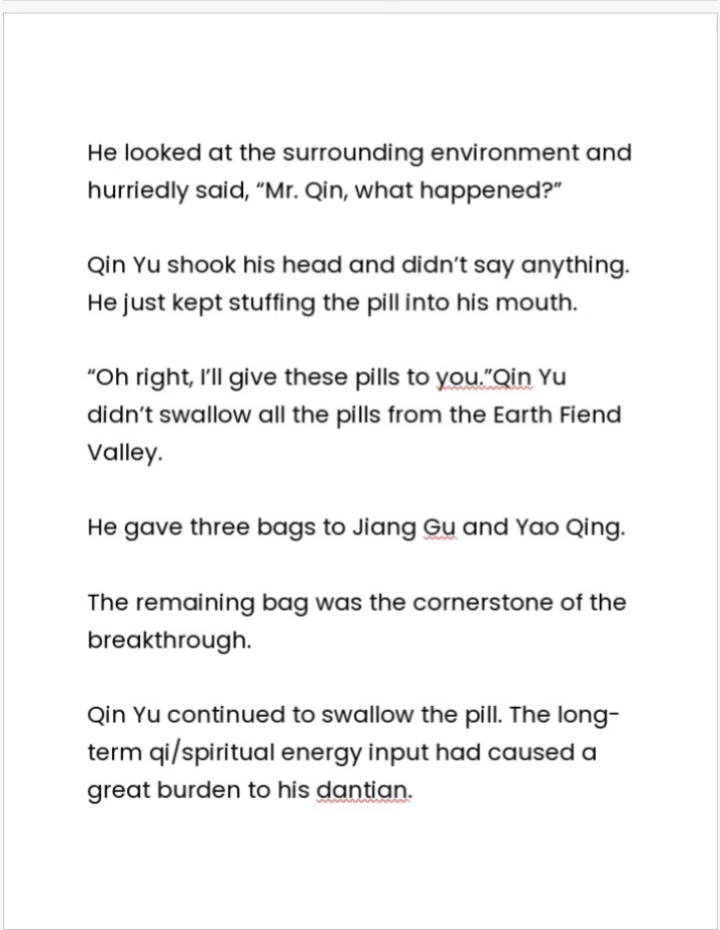 He looked at the surrounding environment and
hurriedly said, “Mr. Qin, what happened?”
Qin Yu shook his head and didn’t say anything.
He just kept stuffing the pill into his mouth.
“Oh right, I’ll give these pills to you.”Qin Yu
didn’t swallow all the pills from the Earth Fiend
Valley.
He gave three bags to Jiang Gu and Yao Qing.
The remaining bag was the cornerstone of the
breakthrough.
Qin Yu continued to swallow the pill. The long-
term qi/spiritual energy input had caused a
great burden to his dantian.